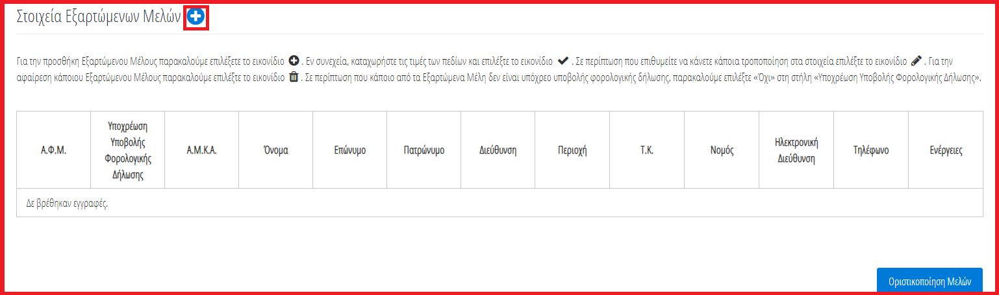 Στοιχεία Εξαρτώμενων Μελών
Για την προσθήκη Εξαρτώμενου Μέλους παρακαλούμε επιλέξετε το εικονίδιο . Εν συνεχεία, καταχωρήστε τις τιμές των πεδίων και επιλέξτε το εικονίδιο . Σε περίπτωση που επιθυμείτε να κάνετε κάποια τροποποίηση στα στοιχεία επιλέξτε το εικονίδιο . Για την
αφαίρεση κάποιου Εξαρτώμενου Μέλους παρακαλούμε επιλέξτε το εικονίδιο . Σε περίπτωση που κάποιο από τα Εξαρτώμενα Μέλη δεν είναι υπόχρεο υποβολής φορολογικής δήλωσης, παρακαλούμε επιλέξτε «Όχι» στη στήλη «Υποχρέωση Υποβολής Φορολογικής Δήλωσης».
Α.Φ.Μ.
Υποχρέωση
Υποβολής
Φορολογικής
Δήλωσης
Α.Μ.Κ.Α.
Όνομα
Επώνυμο
Πατρώνυμο
Διεύθυνση
Περιοχή
Τ.Κ.
Νομός
Ηλεκτρονική
Διεύθυνση
Τηλέφωνο
Ενέργειες
Δε βρέθηκαν εγγραφές.
Οριστικοποίηση Μελών